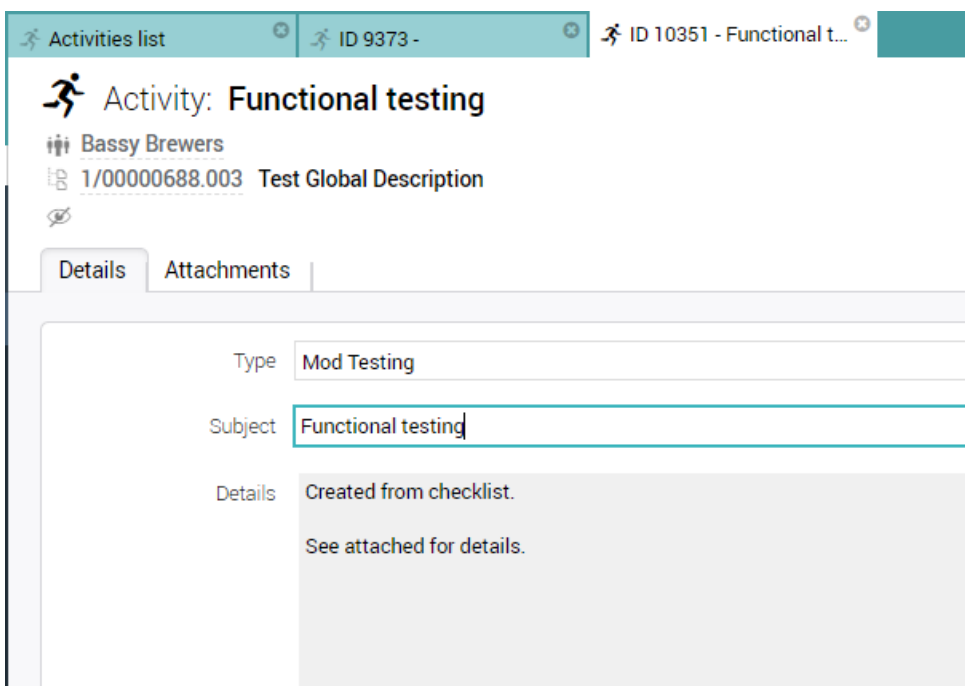 Activities list
ID 9373 -
ID 10351 - Functional t...
Activity: Functional testing
Bassy Brewers
1/00000688.003 Test Global Description
Details
Attachments
Type Mod Testing
Subject Functional testing
Details Created from checklist.
See attached for details.